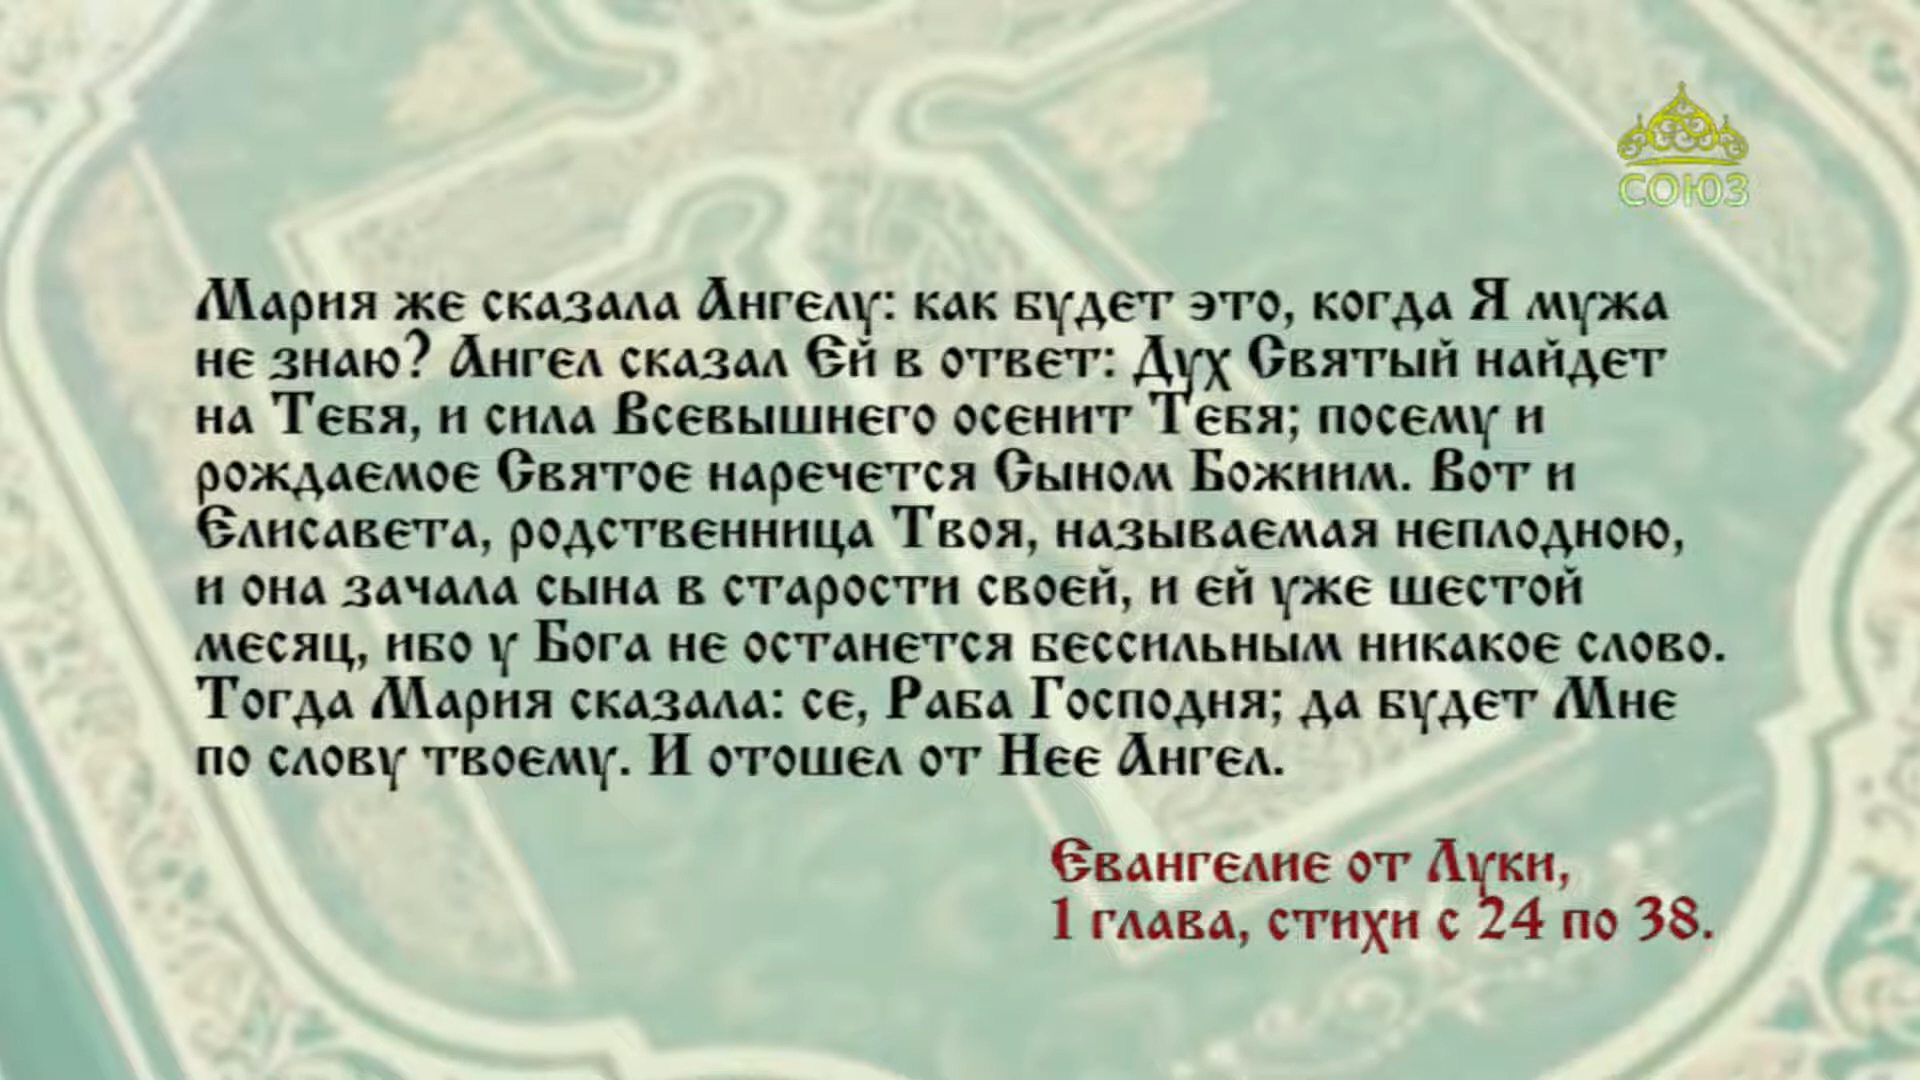 СОЮЗ
Мария же сказала Ангелу: как будет это, когда Я мужа
не знаю? Ангел сказал Ей в ответ: Дух Святый найдет
на Тебя, и сила Всевышнего осенит Тебя; посему и
рождаемое Святое наречется Сыном Божиим. Вот и
Елисавета, родственница Твоя, называемая неплодною,
и она зачала сына в старости своей, и ей уже шестой
месяц, ибо у Бога не останется бессильным никакое слово.
Тогда Мария сказала: се, Раба Господня; да будет Мне
по слову твоему. И отошел от Нее Ангел.
Евангелие от Луки,
1 глава, стихи с 24 по 38.